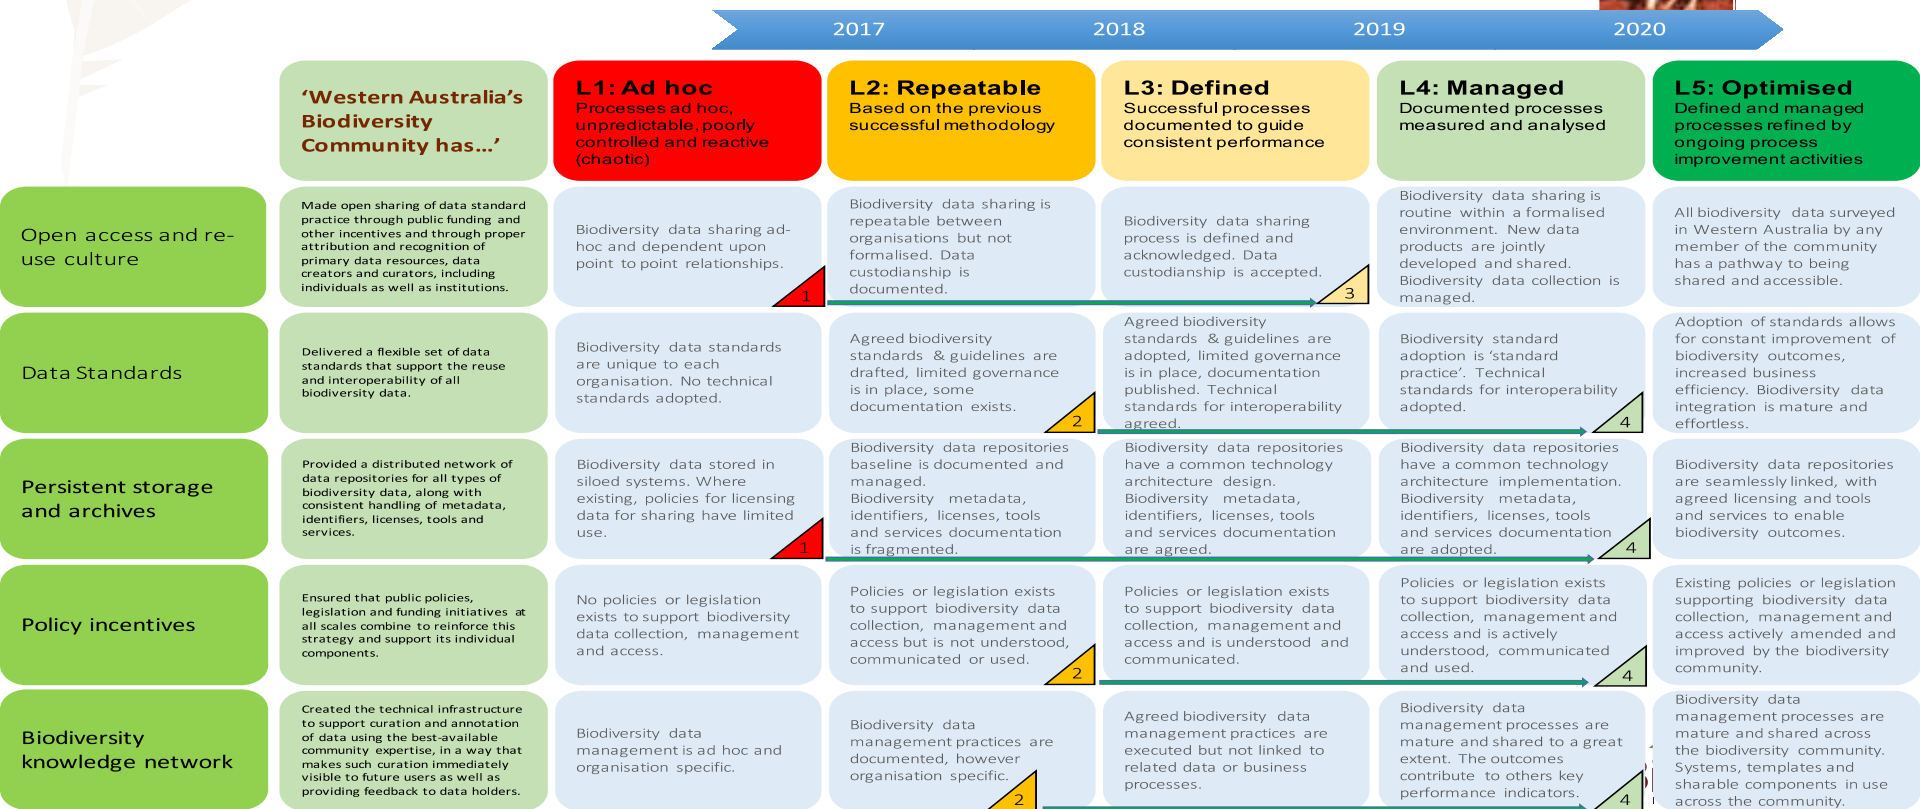 2017 2018 2019 2020
‘Western Australia’s
Biodiversity
Community has...’
L1: Ad hoc
Processes ad hoc,
unpredictable, poorly
controlled and reactive
(chaotic)
L2: Repeatable
Based on the previous
successful methodology
L3: Defined
Successful processes
documented to guide
consistent performance
L4: Managed
Documented processes
measured and analysed
L5: Optimised
Defined and managed
processes refined by
ongoing process
improvement activities
Open access and re-
use culture
Made open sharing of data standard
practice through public funding and
other incentives and through proper
attribution and recognition of
primary data resources, data
creators and curators, including
individuals as well as institutions.
Biodiversity data sharing ad-
hoc and dependent upon
point to point relationships.
1
Biodiversity data sharing is
repeatable between
organisations but not
formalised. Data
custodianship is
documented.
Biodiversity data sharing
process is defined and
acknowledged. Data
custodianship is accepted.
3
Biodiversity data sharing is
routine within a formalised
environment. New data
products are jointly
developed and shared.
Biodiversity data collection is
managed.
All biodiversity data surveyed
in Western Australia by any
member of the community
has a pathway to being
shared and accessible.
Data Standards
Delivered a flexible set of data
standards that support the reuse
and interoperability of all
biodiversity data.
Biodiversity data standards
are unique to each
organisation. No technical
standards adopted.
Agreed biodiversity
standards & guidelines are
drafted, limited governance
is in place, some
documentation exists.
2
Agreed biodiversity
standards & guidelines are
adopted, limited governance
is in place, documentation
published. Technical
standards for interoperability
agreed.
Biodiversity standard
adoption is ‘standard
practice’. Technical
standards for interoperability
adopted.
4
Adoption of standards allows
for constant improvement of
biodiversity outcomes,
increased business
efficiency. Biodiversity data
integration is mature and
effortless.
Persistent storage
and archives
Provided a distributed network of
data repositories for all types of
biodiversity data, along with
consistent handling of metadata,
identifiers, licenses, tools and
services.
Biodiversity data stored in
siloed systems. Where
existing, policies for licensing
data for sharing have limited
use.
1
Biodiversity data repositories
baseline is documented and
managed.
Biodiversity metadata,
identifiers, licenses, tools
and services documentation
is fragmented.
Biodiversity data repositories
have a common technology
architecture design.
Biodiversity metadata,
identifiers, licenses, tools
and services documentation
are agreed.
Biodiversity data repositories
have a common technology
architecture implementation.
Biodiversity metadata,
identifiers, licenses, tools
and services documentation
are adopted.
4
Biodiversity data repositories
are seamlessly linked, with
agreed licensing and tools
and services to enable
biodiversity outcomes.
Policy incentives
Ensured that public policies,
legislation and funding initiatives at
all scales combine to reinforce this
strategy and support its individual
components.
No policies or legislation
exists to support biodiversity
data collection, management
and access.
Policies or legislation exists
to support biodiversity data
collection, management and
access but is not understood,
communicated or used.
2
Policies or legislation exists
to support biodiversity data
collection, management and
access and is understood and
communicated.
Policies or legislation exists
to support biodiversity data
collection, management and
access and is actively
understood, communicated
and used.
4
Existing policies or legislation
supporting biodiversity data
collection, management and
access actively amended and
improved by the biodiversity
community.
Biodiversity
knowledge network
Created the technical infrastructure
to support curation and annotation
of data using the best-available
community expertise, in a way that
makes such curation immediately
visible to future users as well as
providing feedback to data holders.
Biodiversity data
management is ad hoc and
organisation specific.
Biodiversity data
management practices are
documented, however
organisation specific.
2
Agreed biodiversity data
management practices are
executed but not linked to
related data or business
processes.
Biodiversity data
management processes are
mature and shared to a great
extent. The outcomes
contribute to others key
performance indicators.
4
Biodiversity data
management processes are
mature and shared across
the biodiversity community.
Systems, templates and
sharable components in use
across the community.